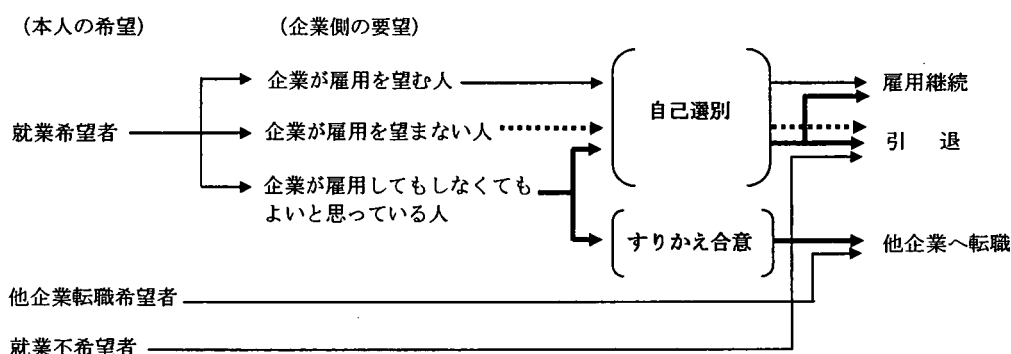 (本人の希望) (企業側の要望)
企業が雇用を望む人
雇用継続
自己選別
就業希望者
企業が雇用を望まない人
引 退
企業が雇用してもしなくても
よいと思っている人
すりかえ合意
他企業へ転職
他企業転職希望者
就業不希望者